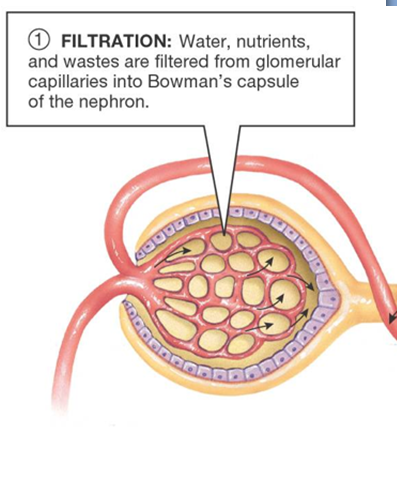 ① FILTRATION: Water, nutrients,
and wastes are filtered from glomerular
capillaries into Bowman’s capsule
of the nephron.